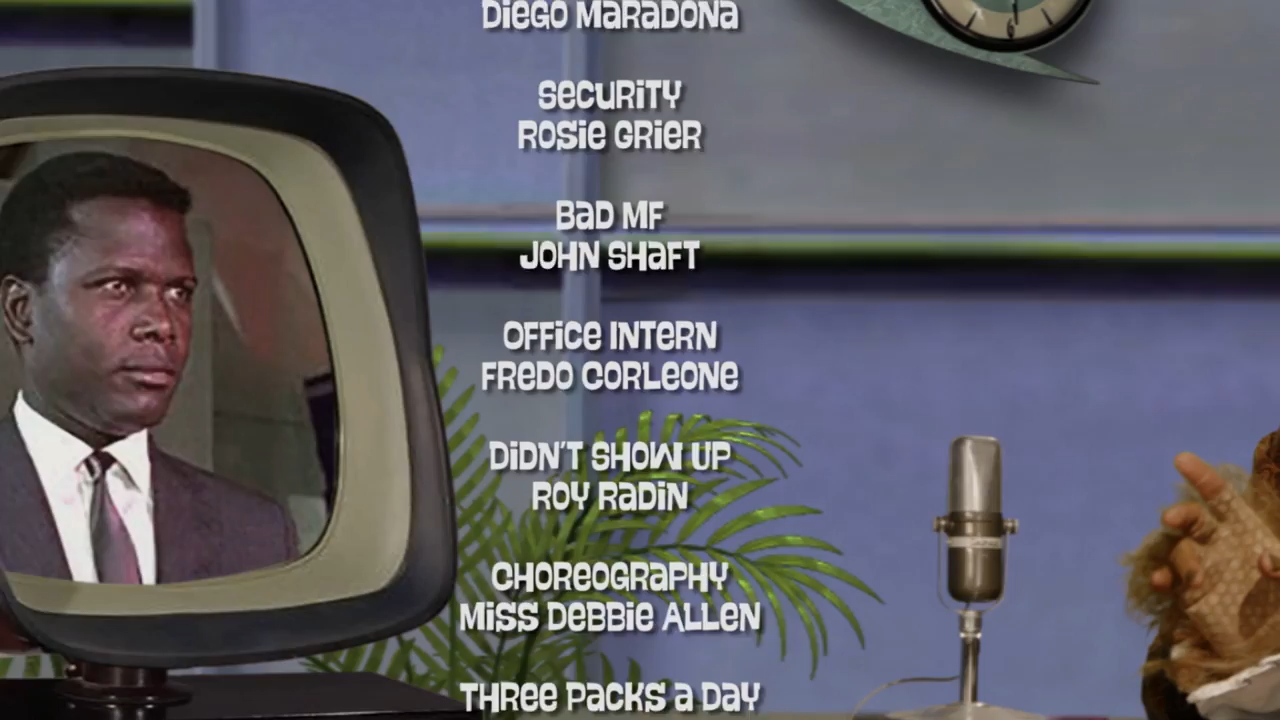 DIEGO MARADONA
SECURITY
ROSIE GRIER
BAD MF
JOHN SHAFT
OFFICE INTERN
FREDO CORLEONE
DIDN'T SHOW UP
ROY RADIN
CHOREOGRAPHY
MISS DEBBIE ALLEN
THREE PACKS A DAY